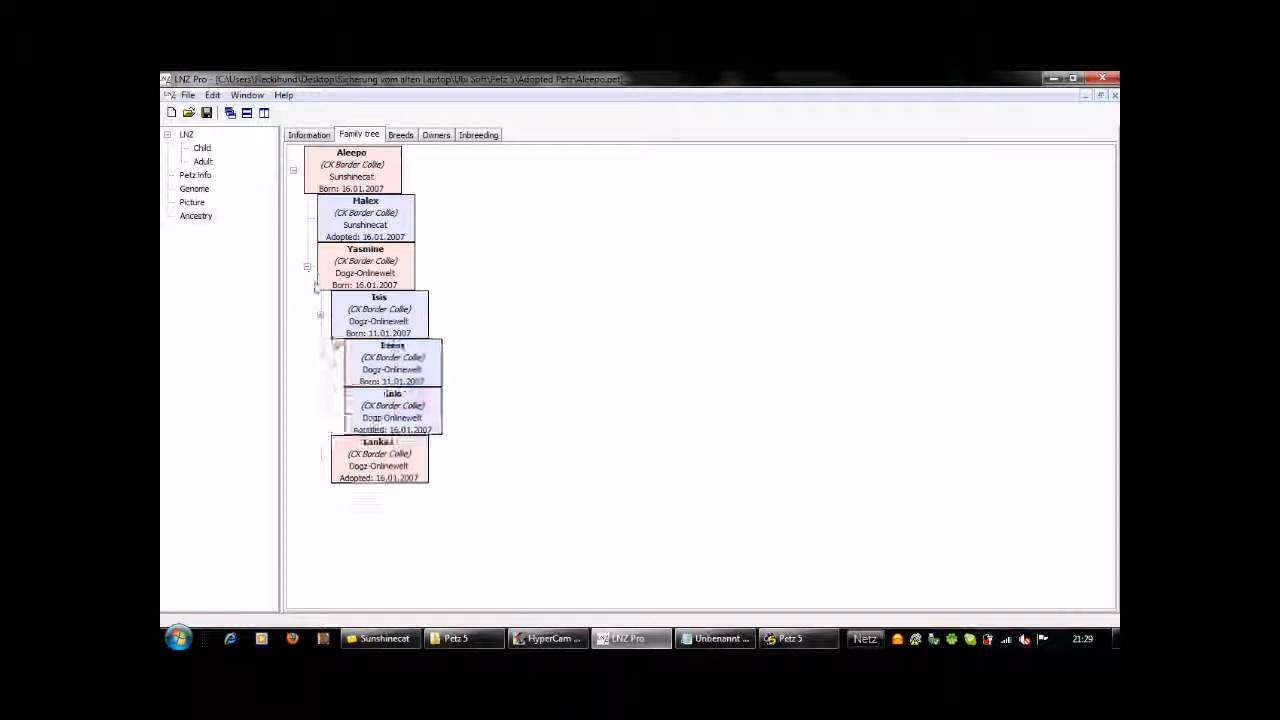 LNZ Pro - [C:\Users\Fleckihund\Desktop\Sicherung vom alten Laptop\Ubi Soft\Petz 5\Adopted Petz\Aleepo.pet]
File Edit Window Help
LNZ
Child
Adult
Petz info
Genome
Picture
Ancestry
Information Family tree Breeds Owners Inbreeding
Aleepo
(CK Border Collie)
Sunshinecat
Born: 16.01.2007
Malex
(CK Border Collie)
Sunshinecat
Adopted: 16.01.2007
Yasmine
(CK Border Collie)
Dogz-Onlinewelt
Born: 16.01.2007
Isis
(CK Border Collie)
Dogz-Onlinewelt
Born: 11.01.2007
(CK Border Collie)
Dogz-Onlinewelt
Born: 11.01.2007
(CK Border Collie)
Dogz-Onlinewelt
16.01.2007
(CK Border Collie)
Dogz-Onlinewelt
Adopted: 16.01.2007
Sunshinecat Petz 5 HyperCam ... LNZ Pro Unbenannt ... Petz 5 Netz 21:29